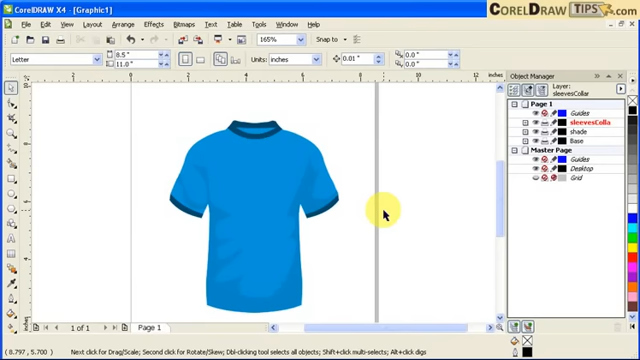 CorelDRAW X4 - [Graphic1]
CORELDRAW TIPS.com
File Edit View Layout Arrange Effects Bitmaps Text Table Tools Window Help
165% Snap to
Letter 8.5 " 11.0 " Units: inches 0.01 " 0.0 " 0.0 "
inches
Object Manager
Layer:
sleevesCollar
Page 1
Guides
sleevesColla
shade
Base
Master Page
Guides
Desktop
Grid
1 of 1 Page 1
(8.797, 5.700) Next click for Drag/Scale; Second click for Rotate/Skew; Dbl-clicking tool selects all objects; Shift+click multi-selects; Alt+click digs